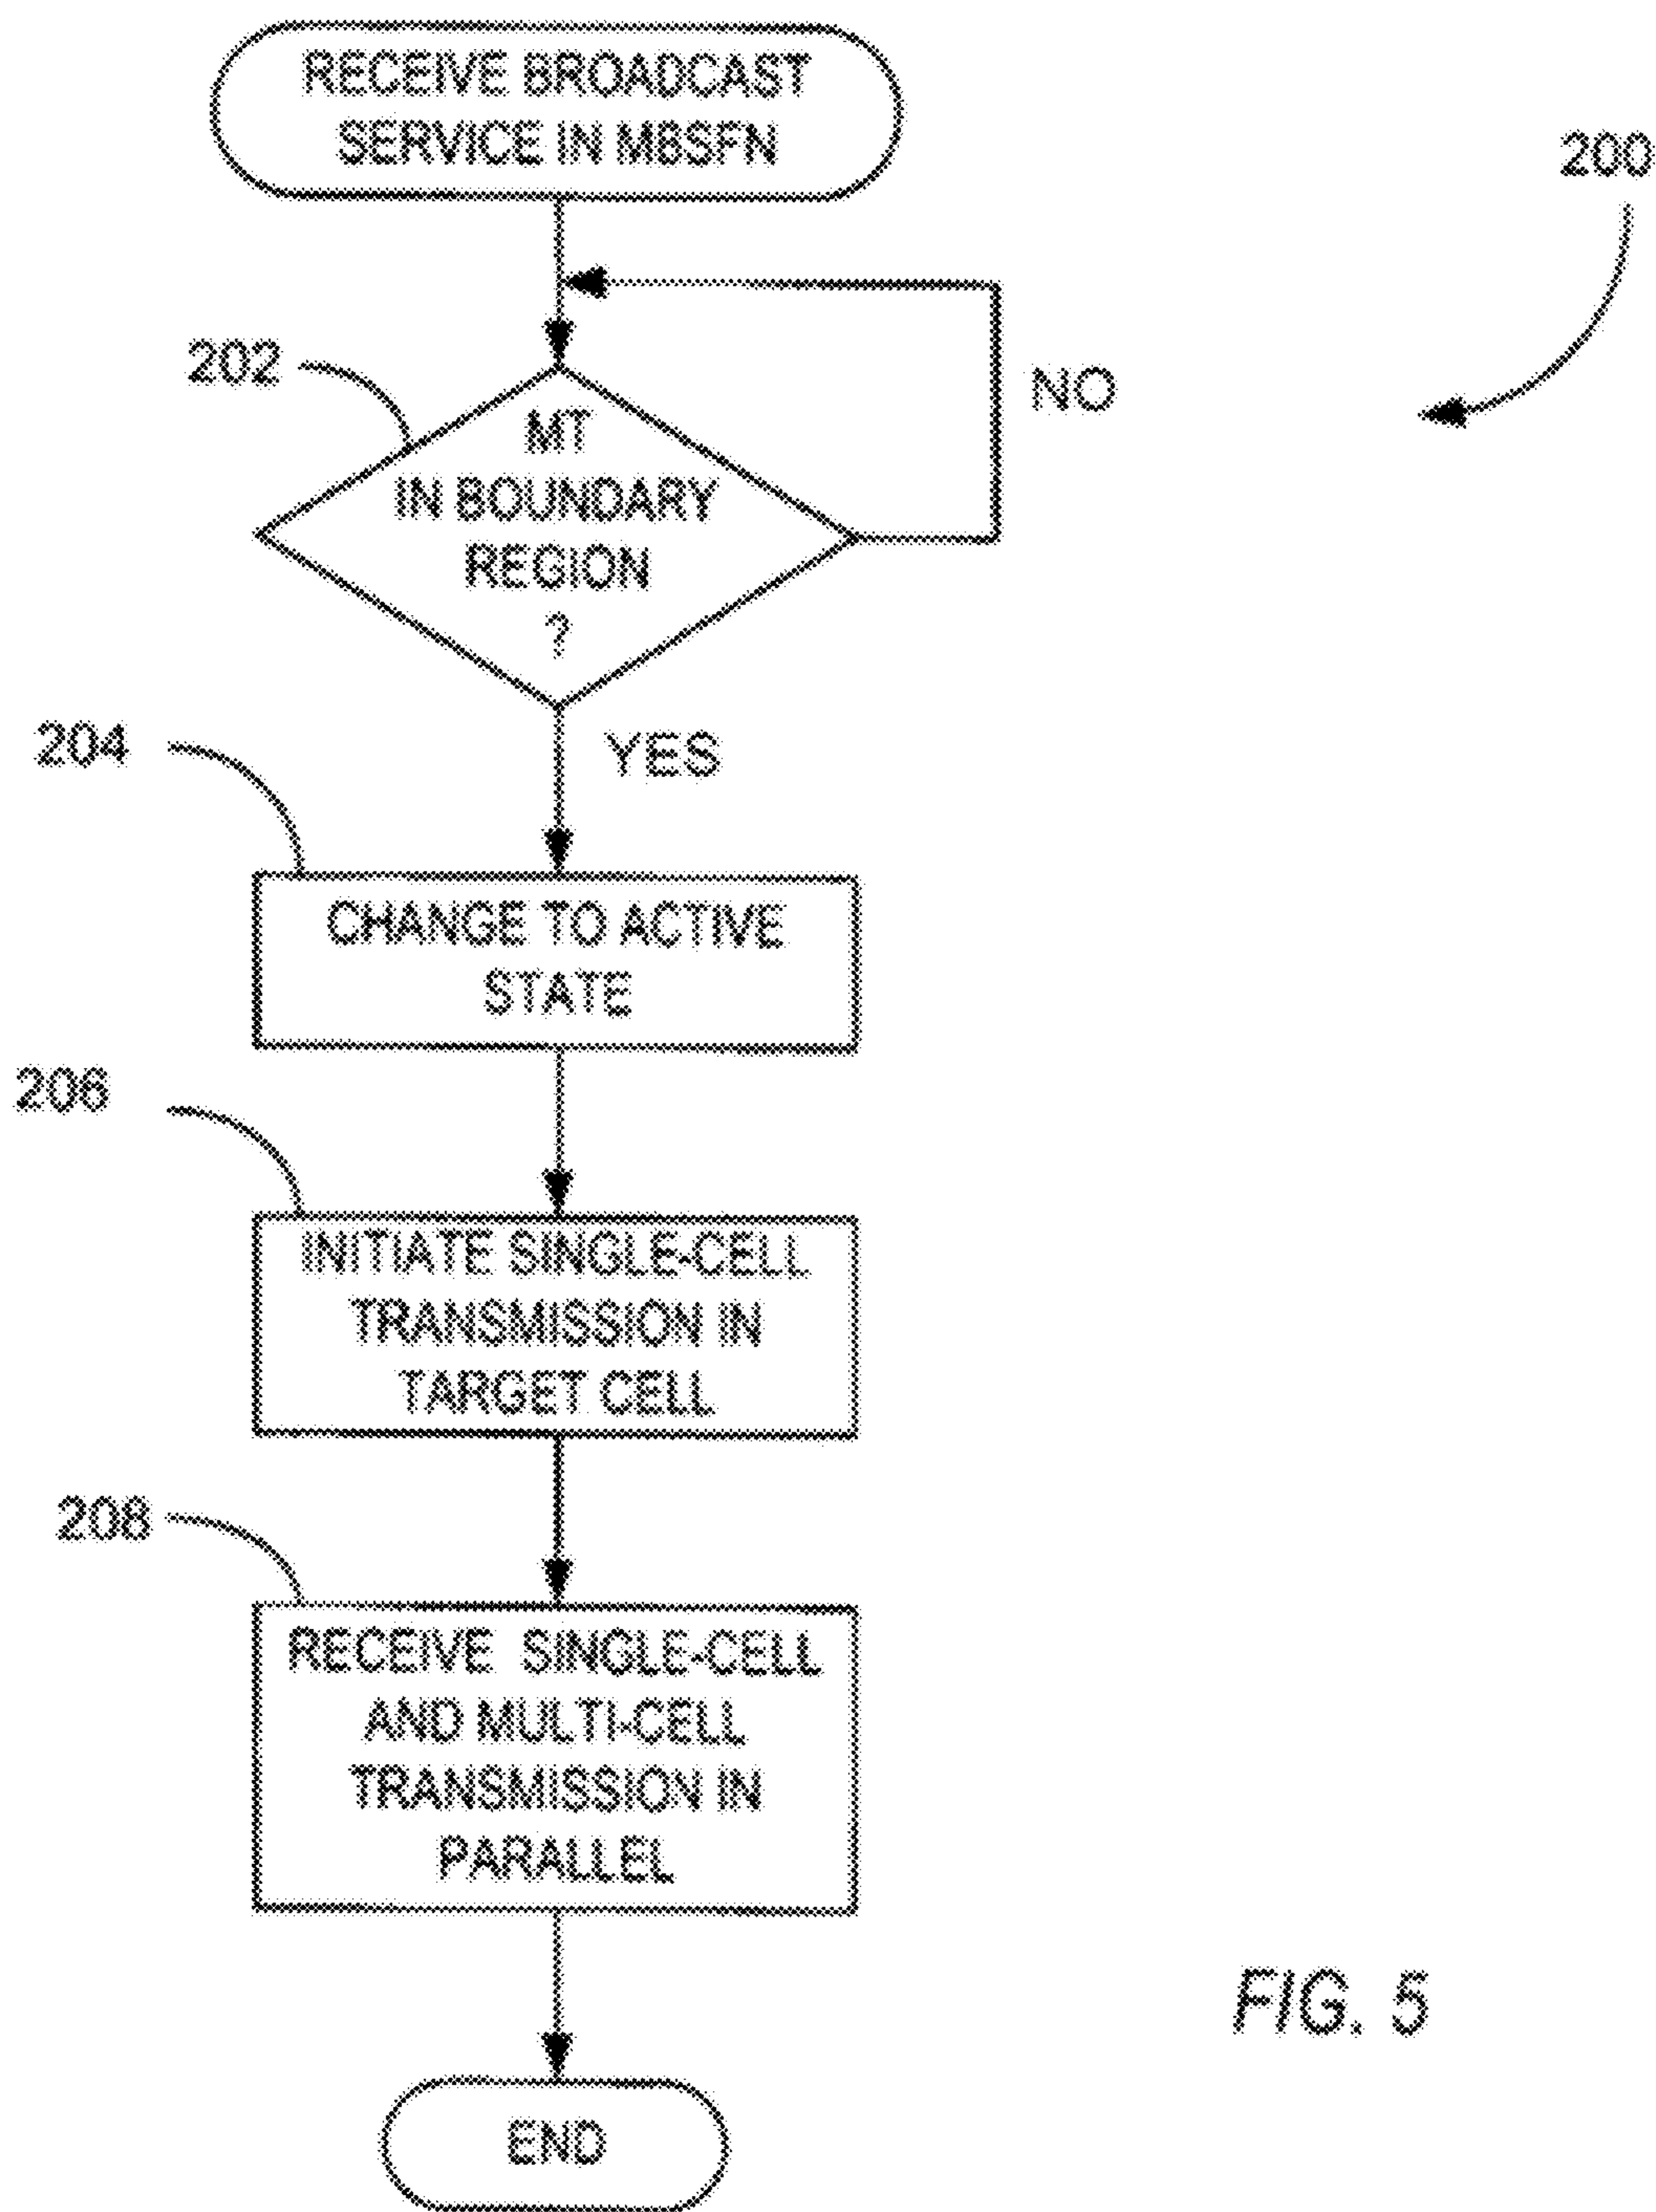 RECEIVE BROADCAST
SERVICE IN MBSFN
200
202
MT
IN BOUNDARY
REGION
?
NO
YES
204
CHANGE TO ACTIVE
STATE
206
INITIATE SINGLE-CELL
TRANSMISSION IN
TARGET CELL
208
RECEIVE SINGLE-CELL
AND MULTI-CELL
TRANSMISSION IN
PARALLEL
END
FIG. 5